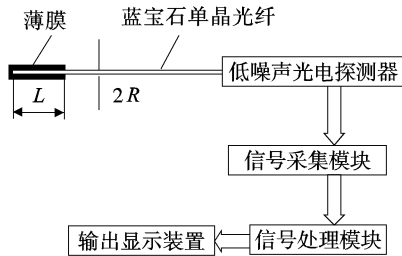 薄膜
蓝宝石单晶光纤
L
2R
低噪声光电探测器
信号采集模块
信号处理模块
输出显示装置